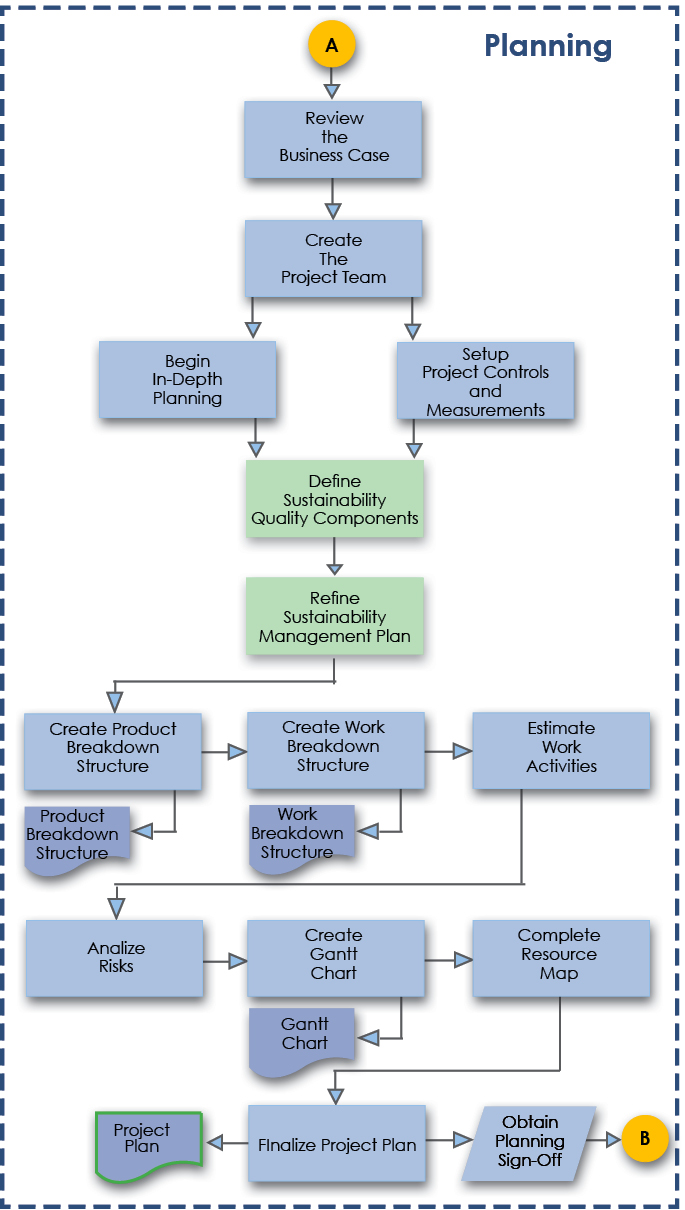 Planning
A
Review
the
Business Case
Create
The
Project Team
Begin
In-Depth
Planning
Setup
Project Controls
and
Measurements
Define
Sustainability
Quality Components
Refine
Sustainability
Management Plan
Create Product
Breakdown
Structure
Create Work
Breakdown
Structure
Estimate
Work
Activities
Product
Breakdown
Structure
Work
Breakdown
Structure
Analize
Risks
Create
Gantt
Chart
Complete
Resource
Map
Gantt
Chart
Project
Plan
FInalize Project Plan
Obtain
Planning
Sign-Off
B